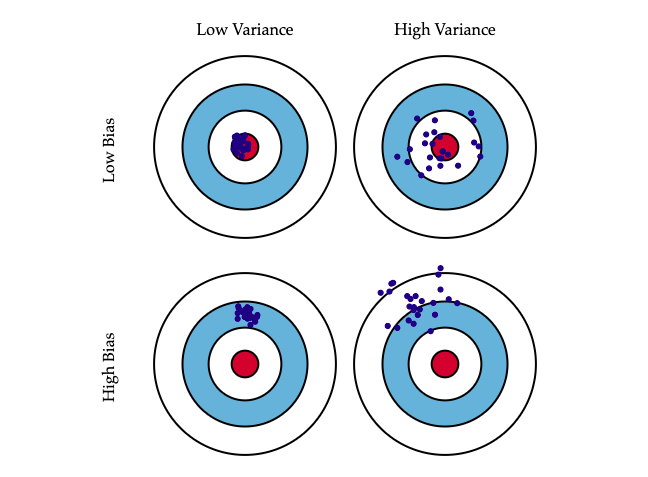 Low Variance
High Variance
Low Bias
High Bias